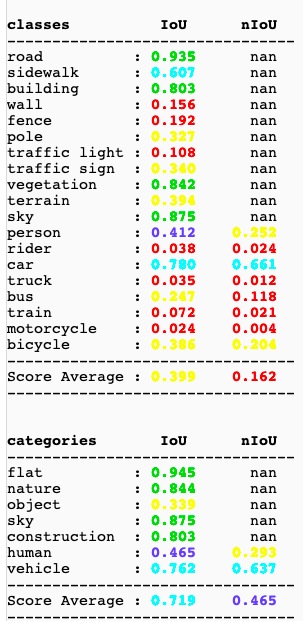 classes IoU nIoU
--------------------------------
road : 0.935 nan
sidewalk : 0.607 nan
building : 0.803 nan
wall : 0.156 nan
fence : 0.192 nan
pole : 0.327 nan
traffic light : 0.108 nan
traffic sign : 0.340 nan
vegetation : 0.842 nan
terrain : 0.394 nan
sky : 0.875 nan
person : 0.412 0.252
rider : 0.038 0.024
car : 0.780 0.661
truck : 0.035 0.012
bus : 0.247 0.118
train : 0.072 0.021
motorcycle : 0.024 0.004
bicycle : 0.386 0.204
--------------------------------
Score Average : 0.399 0.162
--------------------------------
categories IoU nIoU
--------------------------------
flat : 0.945 nan
nature : 0.844 nan
object : 0.339 nan
sky : 0.875 nan
construction : 0.803 nan
human : 0.465 0.293
vehicle : 0.762 0.637
--------------------------------
Score Average : 0.719 0.465
--------------------------------